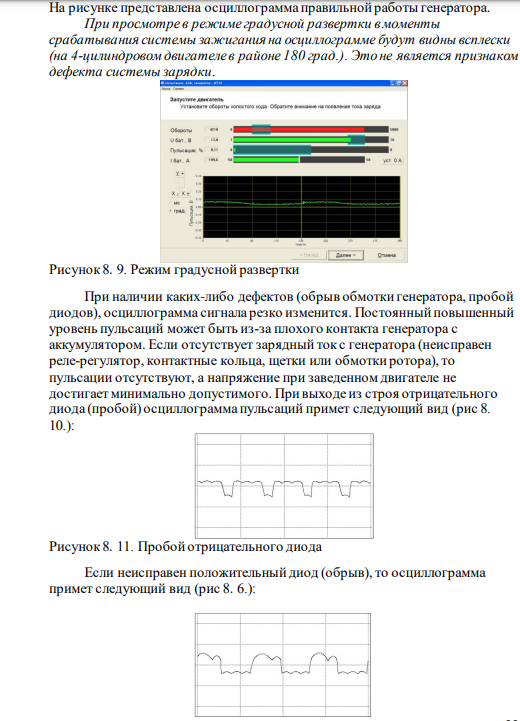 На рисунке представлена осциллограмма правильной работы генератора.
При просмотре в режиме градусной развертки в моменты
срабатывания системы зажигания на осциллограмме будут видны всплески
(на 4-цилиндровом двигателе в районе 180 град.). Это не является признаком
дефекта системы зарядки.
Запустите двигатель
Установите обороты холостого хода. Обратите внимание на появление тока заряда
Обороты
U бат., В
Пульсации, %
I бат., А
уст. 0 А
Y +
X - X +
мс
град.
Пульсации, В
< Назад
Далее >
Отмена
Рисунок 8. 9. Режим градусной развертки
При наличии каких-либо дефектов (обрыв обмотки генератора, пробой
диодов), осциллограмма сигнала резко изменится. Постоянный повышенный
уровень пульсаций может быть из-за плохого контакта генератора с
аккумулятором. Если отсутствует зарядный ток с генератора (неисправен
реле-регулятор, контактные кольца, щетки или обмотки ротора), то
пульсации отсутствуют, а напряжение при заведенном двигателе не
достигает минимально допустимого. При выходе из строя отрицательного
диода (пробой) осциллограмма пульсаций примет следующий вид (рис 8.
10.):
Рисунок 8. 11. Пробой отрицательного диода
Если неисправен положительный диод (обрыв), то осциллограмма
примет следующий вид (рис 8. 6.):